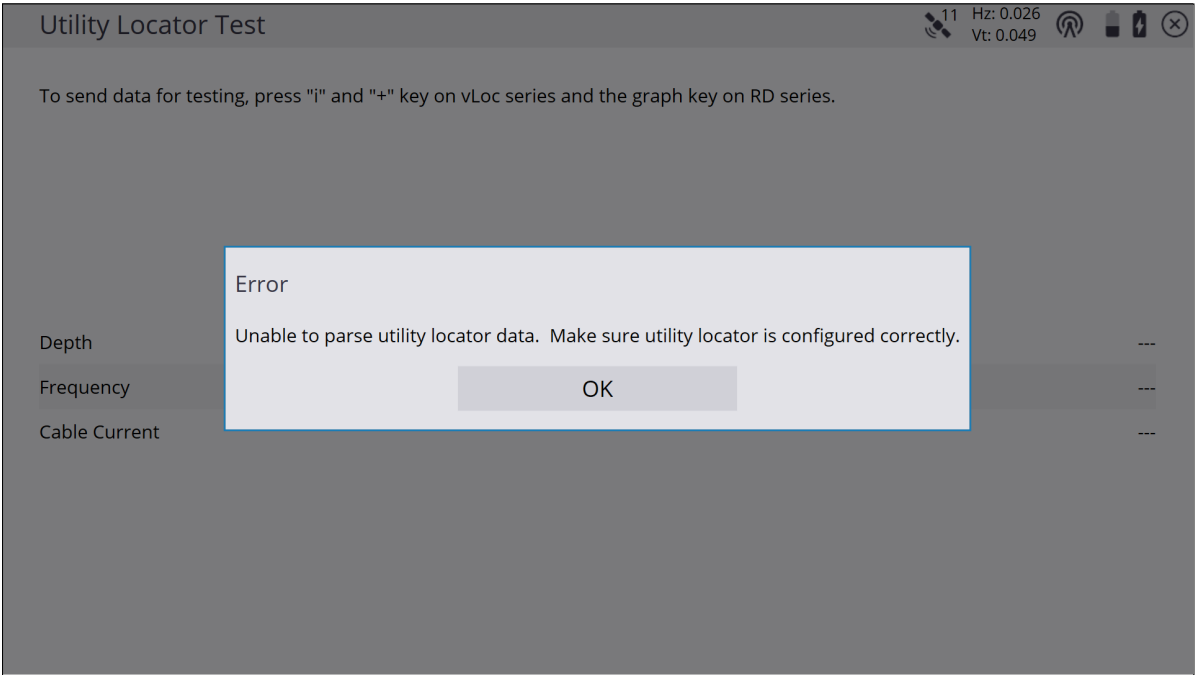 Utility Locator Test
11
Hz: 0.026
Vt: 0.049
To send data for testing, press "i" and "+" key on vLoc series and the graph key on RD series.
Error
Unable to parse utility locator data.  Make sure utility locator is configured correctly.
OK
Depth ---
Frequency ---
Cable Current ---